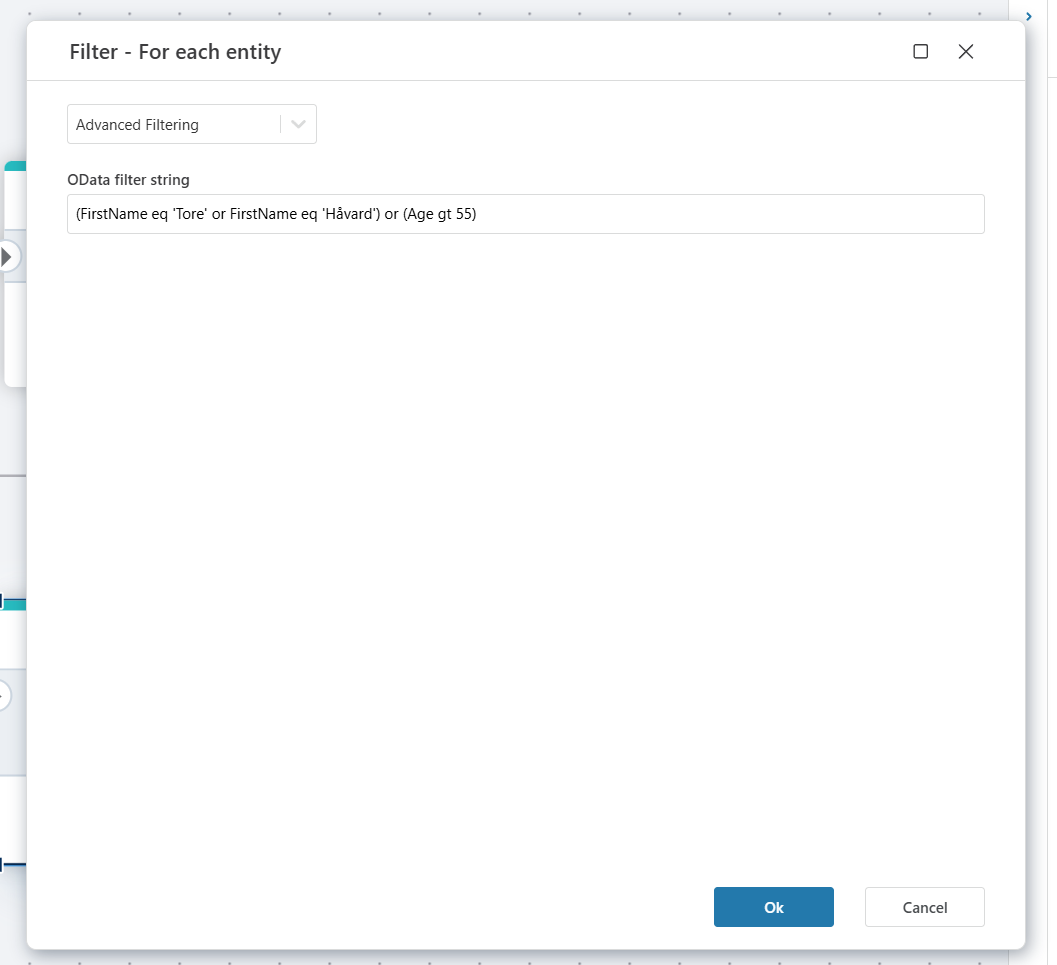 Filter - For each entity
Advanced Filtering
OData filter string
(FirstName eq 'Tore' or FirstName eq 'Håvard') or (Age gt 55)
Ok
Cancel